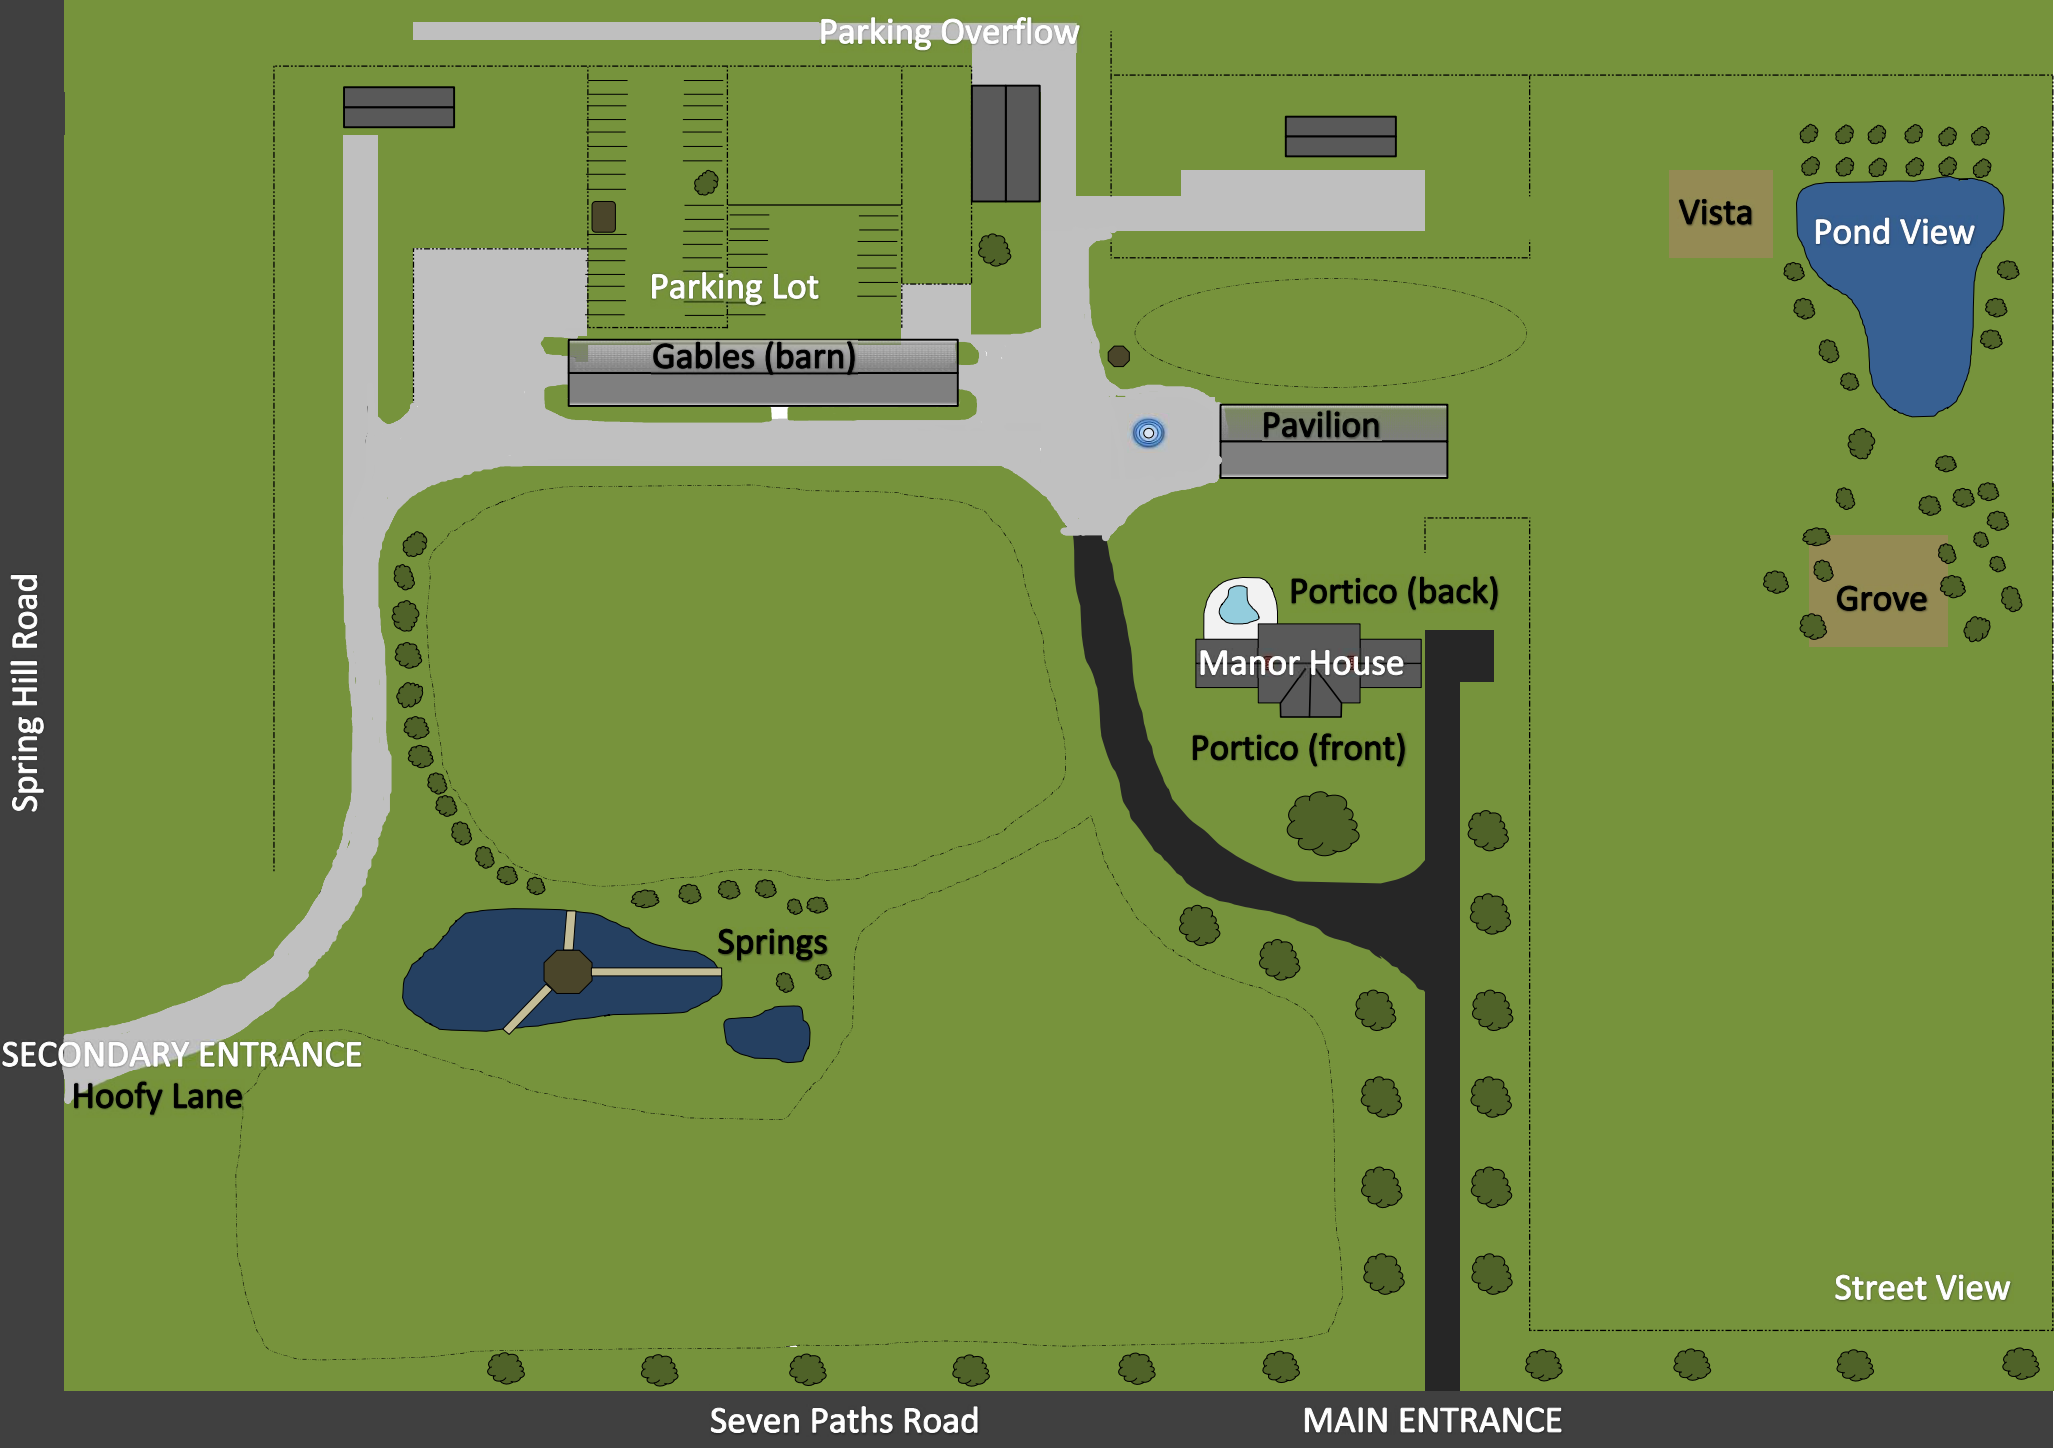 Parking Overflow
Vista
Pond View
Parking Lot
Gables (barn)
Pavilion
Portico (back)
Grove
Manor House
Spring Hill Road
Portico (front)
Springs
SECONDARY ENTRANCE
Hoofy Lane
Street View
Seven Paths Road
MAIN ENTRANCE